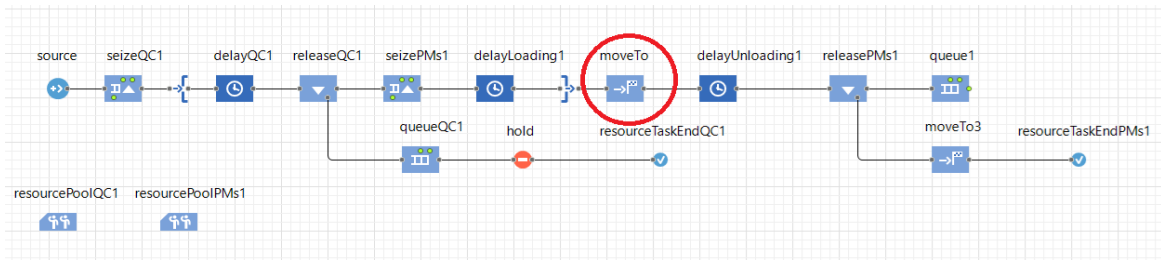 source seizeQC1 delayQC1 releaseQC1 seizePMs1 delayLoading1 moveTo delayUnloading1 releasePMs1 queue1
queueQC1 hold resourceTaskEndQC1 moveTo3 resourceTaskEndPMs1
resourcePoolQC1 resourcePoolPMs1